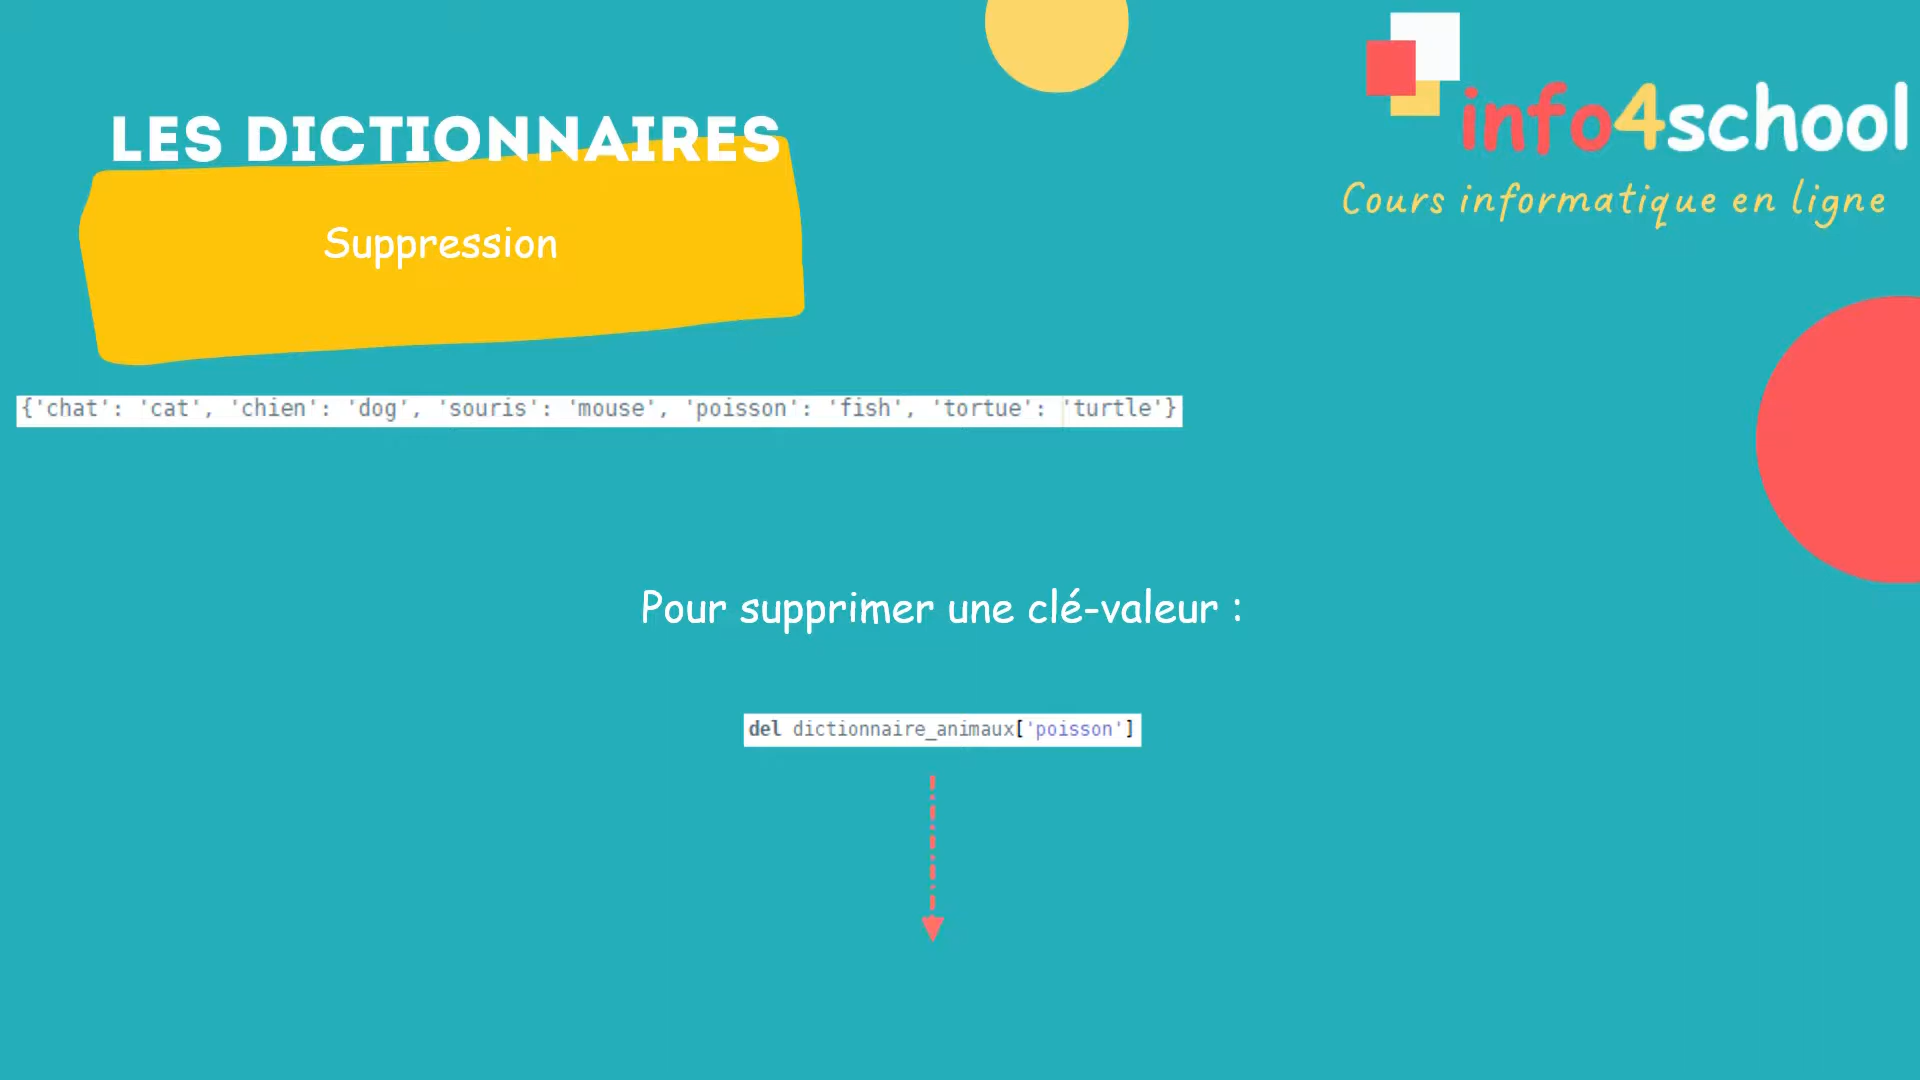 LES DICTIONNAIRES
Suppression
info4school
Cours informatique en ligne
{'chat': 'cat', 'chien': 'dog', 'souris': 'mouse', 'poisson': 'fish', 'tortue': 'turtle'}
Pour supprimer une clé-valeur :
del dictionnaire_animaux['poisson']